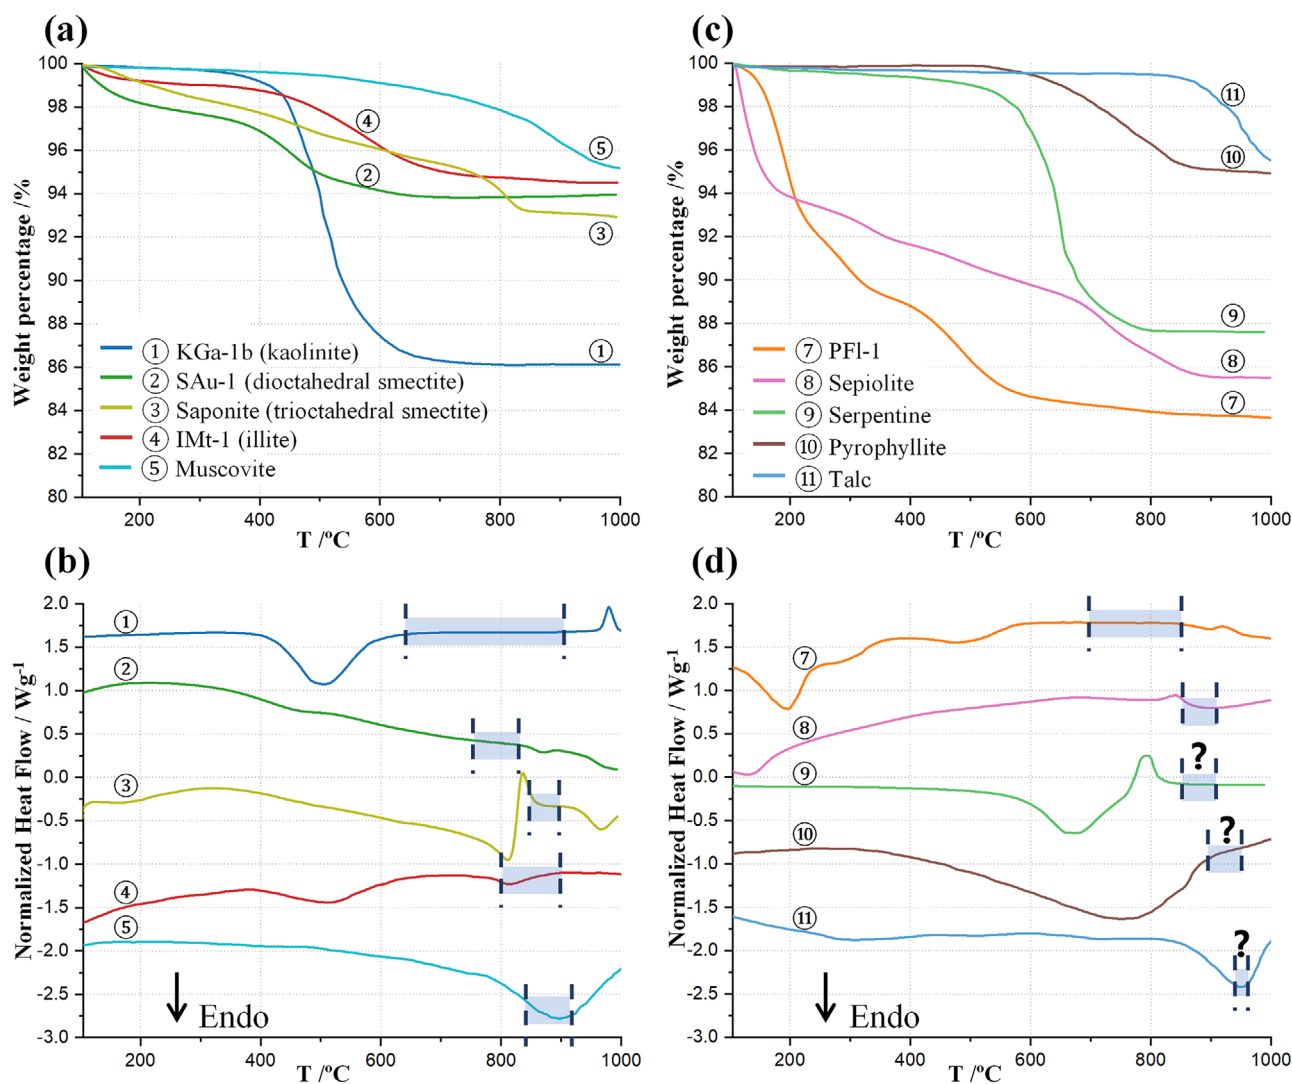 (a)
100
98
96
94
92
90
88
86
84
82
80
Weight percentage /%
④
⑤
②
③
①
① KGa-1b (kaolinite)
② SAu-1 (dioctahedral smectite)
③ Saponite (trioctahedral smectite)
④ IMt-1 (illite)
⑤ Muscovite
200 400 600 800 1000
T /ºC
(c)
100
98
96
94
92
90
88
86
84
82
80
Weight percentage /%
⑪
⑩
⑨
⑧
⑦
⑦ PFl-1
⑧ Sepiolite
⑨ Serpentine
⑩ Pyrophyllite
⑪ Talc
200 400 600 800 1000
T /ºC
(b)
2.0
1.5
1.0
0.5
0.0
-0.5
-1.0
-1.5
-2.0
-2.5
-3.0
Normalized Heat Flow / Wg⁻¹
①
②
③
④
⑤
Endo
200 400 600 800 1000
T /ºC
(d)
2.0
1.5
1.0
0.5
0.0
-0.5
-1.0
-1.5
-2.0
-2.5
-3.0
Normalized Heat Flow / Wg⁻¹
⑦
⑧
?
⑨
?
⑩
⑪
?
Endo
200 400 600 800 1000
T /ºC